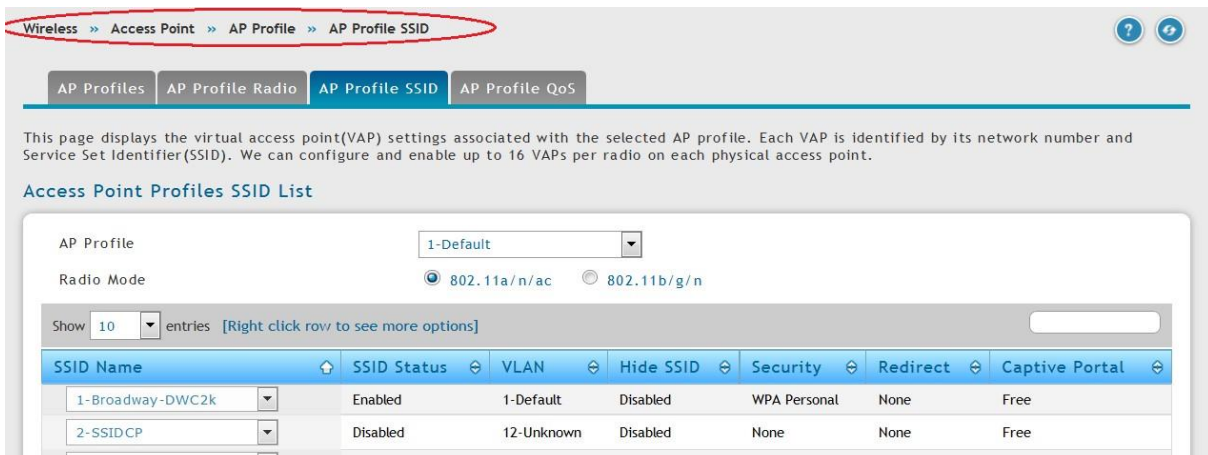 Wireless » Access Point » AP Profile » AP Profile SSID
?
AP Profiles AP Profile Radio AP Profile SSID AP Profile QoS
This page displays the virtual access point(VAP) settings associated with the selected AP profile. Each VAP is identified by its network number and
Service Set Identifier(SSID). We can configure and enable up to 16 VAPs per radio on each physical access point.
Access Point Profiles SSID List
AP Profile 1-Default
Radio Mode 802.11a/n/ac 802.11b/g/n
Show 10 entries [Right click row to see more options]
SSID Name SSID Status VLAN Hide SSID Security Redirect Captive Portal
1-Broadway-DWC2k Enabled 1-Default Disabled WPA Personal None Free
2-SSIDCP Disabled 12-Unknown Disabled None None Free